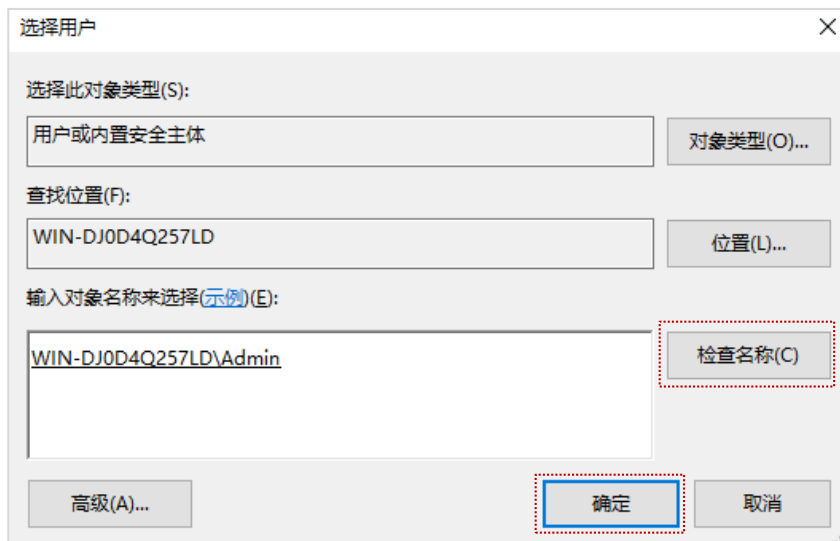 选择用户
选择此对象类型(S):
用户或内置安全主体
对象类型(O)...
查找位置(F):
WIN-DJ0D4Q257LD
位置(L)...
输入对象名称来选择(示例)(E):
WIN-DJ0D4Q257LD\Admin
检查名称(C)
高级(A)...
确定
取消